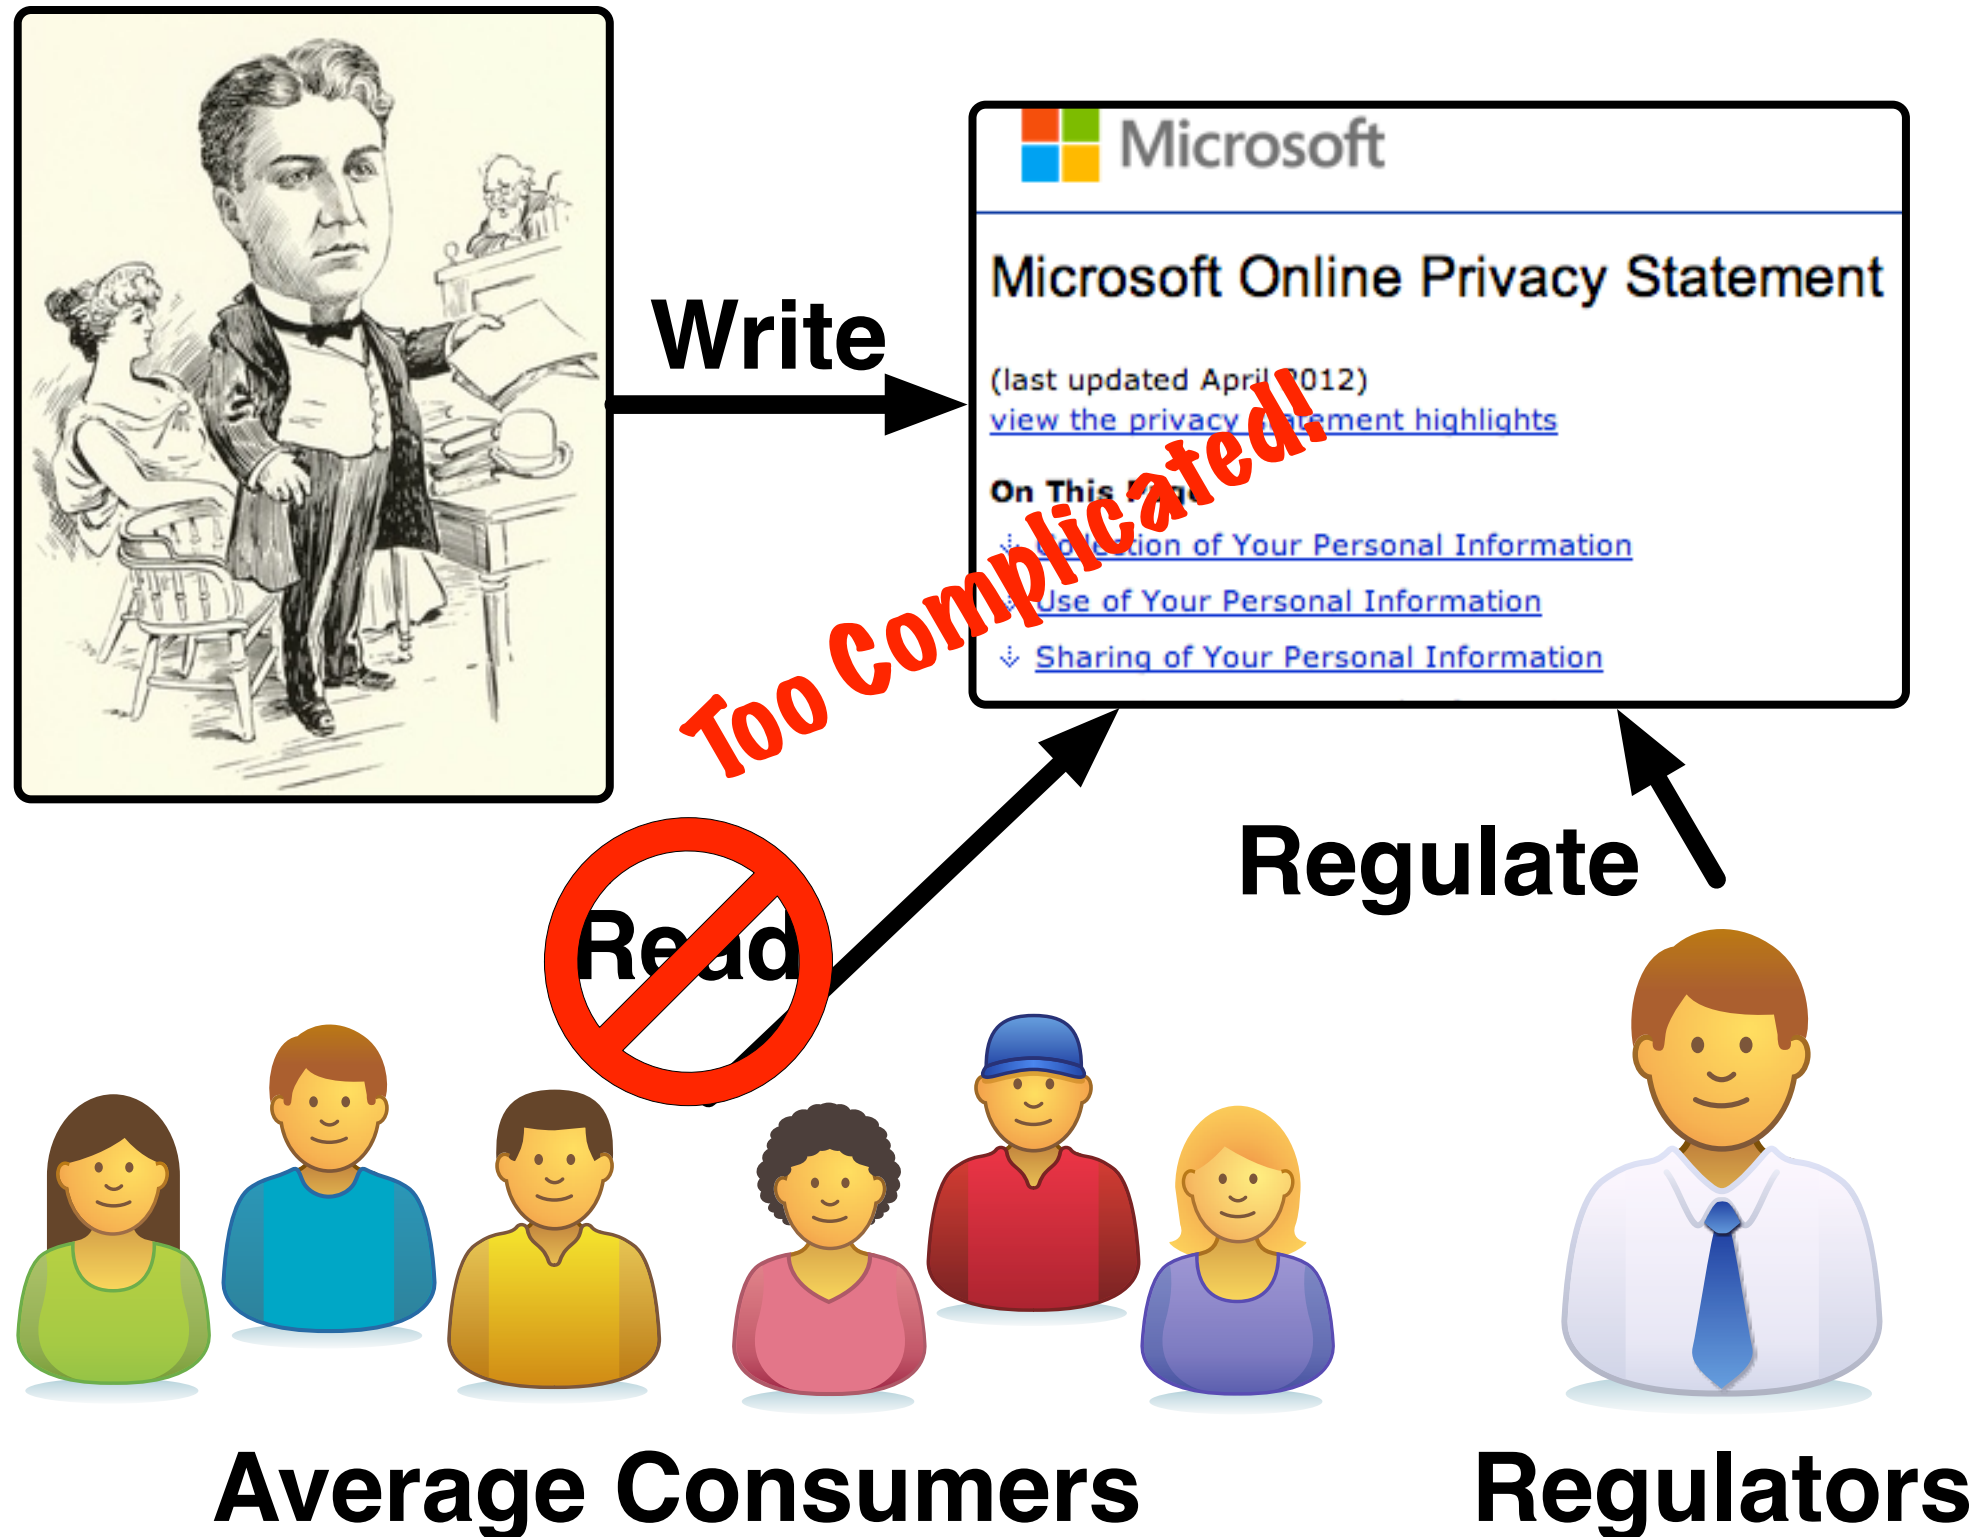 Microsoft
Microsoft Online Privacy Statement
Write
(last updated April 2012)
view the privacy statement highlights
On This Page
Collection of Your Personal Information
Use of Your Personal Information
Sharing of Your Personal Information
Too Complicated!
Regulate
Read
Average Consumers
Regulators